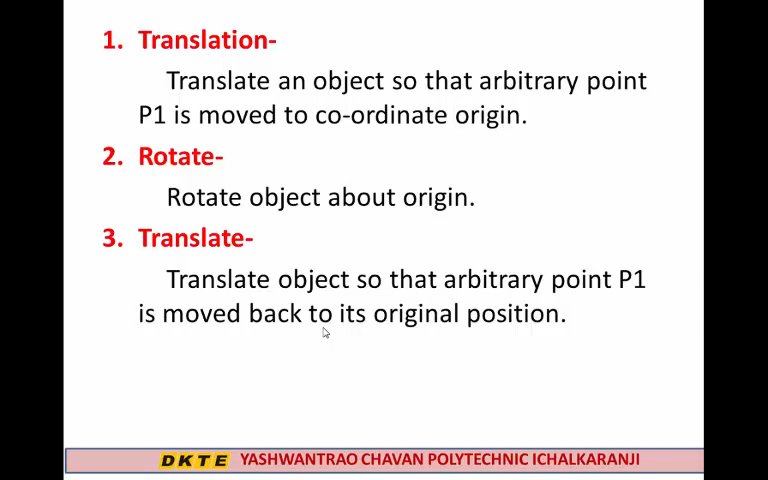 1. Translation-
Translate an object so that arbitrary point
P1 is moved to co-ordinate origin.
2. Rotate-
Rotate object about origin.
3. Translate-
Translate object so that arbitrary point P1
is moved back to its original position.
DKTE YASHWANTRAO CHAVAN POLYTECHNIC ICHALKARANJI